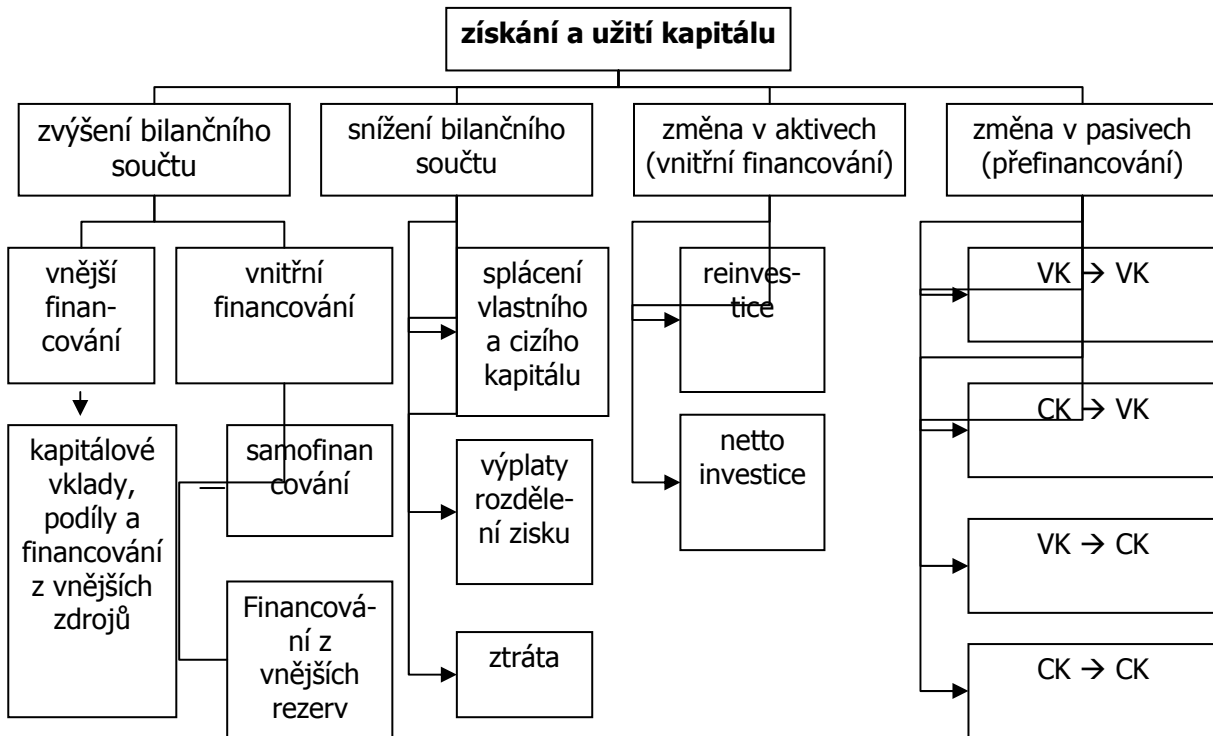 získání a užití kapitálu
zvýšení bilančního
součtu
snížení bilančního
součtu
změna v aktivech
(vnitřní financování)
změna v pasivech
(přefinancování)
vnější
finan-
cování
vnitřní
financování
splácení
vlastního
a cizího
kapitálu
reinves-
tice
VK → VK
kapitálové
vklady,
podíly a
financování
z vnějších
zdrojů
samofinan
cování
výplaty
rozděle-
ní zisku
netto
investice
CK → VK
Financová-
ní z
vnějších
rezerv
ztráta
VK → CK
CK → CK